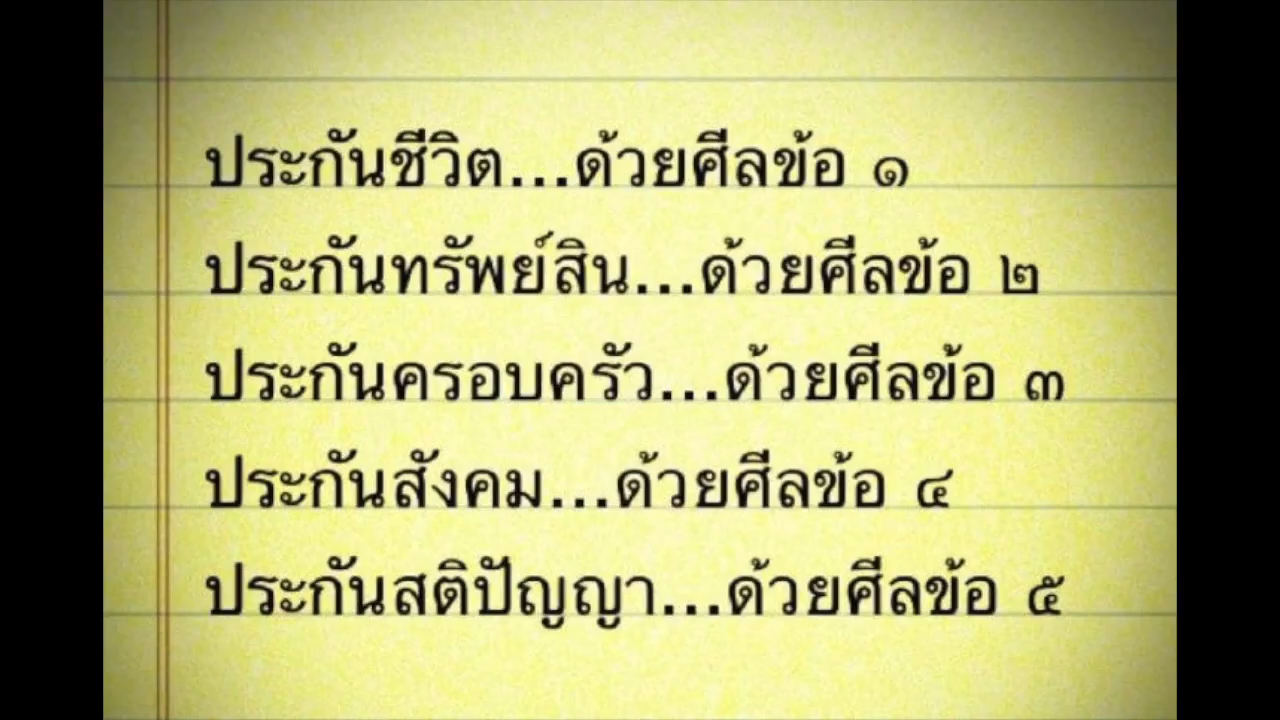 ประกันชีวิต...ด้วยศีลข้อ ๑
ประกันทรัพย์สิน...ด้วยศีลข้อ ๒
ประกันครอบครัว...ด้วยศีลข้อ ๓
ประกันสังคม...ด้วยศีลข้อ ๔
ประกันสติปัญญา...ด้วยศีลข้อ ๕